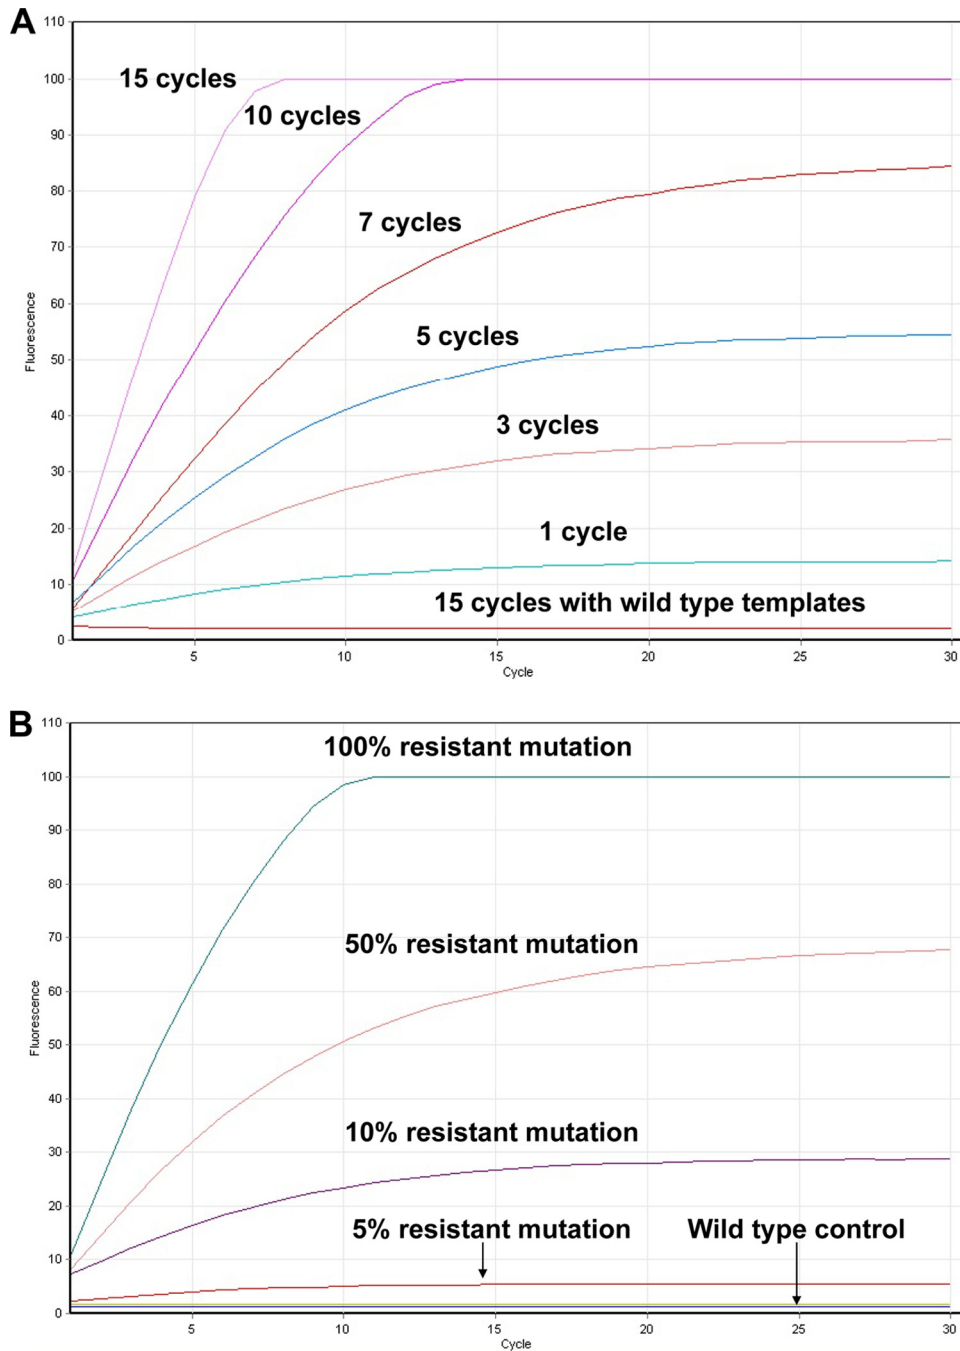 A
110
100
90
80
70
60
50
40
30
20
10
0
Fluorescence
15 cycles
10 cycles
7 cycles
5 cycles
3 cycles
1 cycle
15 cycles with wild type templates
5 10 15 20 25 30
Cycle
B
110
100
90
80
70
60
50
40
30
20
10
0
Fluorescence
100% resistant mutation
50% resistant mutation
10% resistant mutation
5% resistant mutation
Wild type control
5 10 15 20 25 30
Cycle